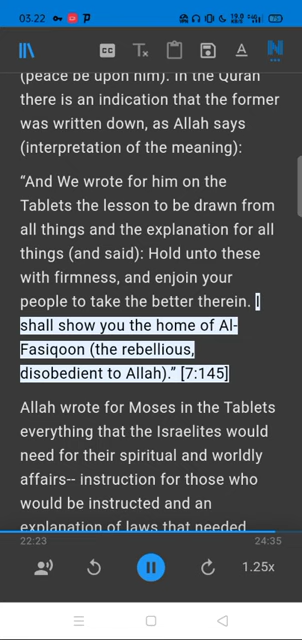 03.22
19.0
KB/S
82
CC
Tx
A
N
(peace be upon him). In the Quran
there is an indication that the former
was written down, as Allah says
(interpretation of the meaning):
“And We wrote for him on the
Tablets the lesson to be drawn from
all things and the explanation for all
things (and said): Hold unto these
with firmness, and enjoin your
people to take the better therein. I
shall show you the home of Al-
Fasiqoon (the rebellious,
disobedient to Allah).” [7:145]
Allah wrote for Moses in the Tablets
everything that the Israelites would
need for their spiritual and worldly
affairs-- instruction for those who
would be instructed and an
explanation of laws that needed
22:23
24:35
1.25x